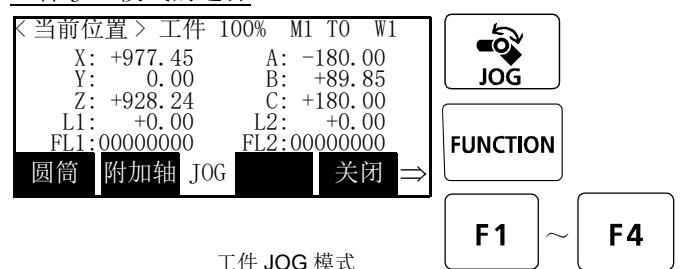 <当前位置> 工件 100% M1 T0 W1
X: +977.45 A: -180.00
Y: 0.00 B: +89.85
Z: +928.24 C: +180.00
L1: +0.00 L2: +0.00
FL1:00000000 FL2:00000000
圆筒 附加轴 JOG 关闭 ⇒
JOG
FUNCTION
F1 ~ F4
工件 JOG 模式